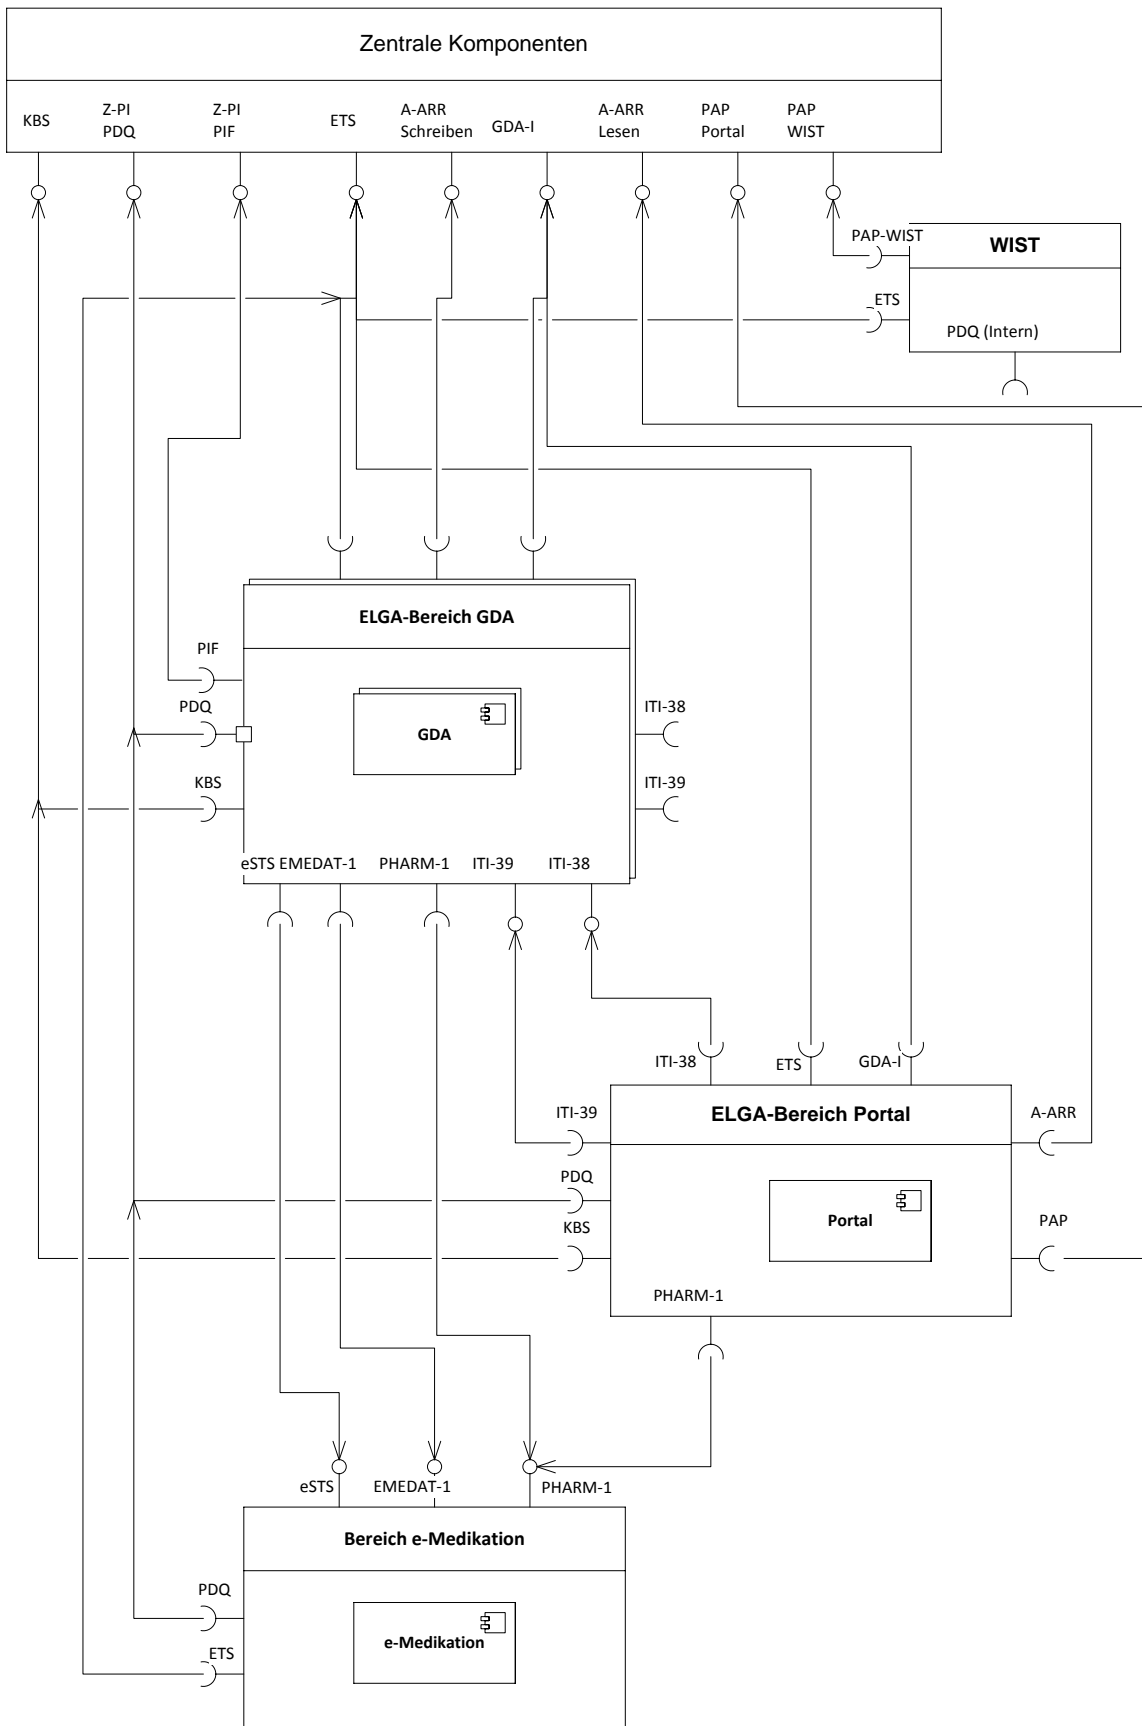 Zentrale Komponenten
KBS
Z-PI
PDQ
Z-PI
PIF
ETS
A-ARR
Schreiben
GDA-I
A-ARR
Lesen
PAP
Portal
PAP
WIST
PAP-WIST
WIST
ETS
PDQ (Intern)
ELGA-Bereich GDA
PIF
PDQ
GDA
ITI-38
KBS
ITI-39
eSTS
EMEDAT-1
PHARM-1
ITI-39
ITI-38
ITI-38
ETS
GDA-I
ITI-39
ELGA-Bereich Portal
A-ARR
PDQ
KBS
Portal
PAP
PHARM-1
eSTS
EMEDAT-1
PHARM-1
Bereich e-Medikation
PDQ
ETS
e-Medikation